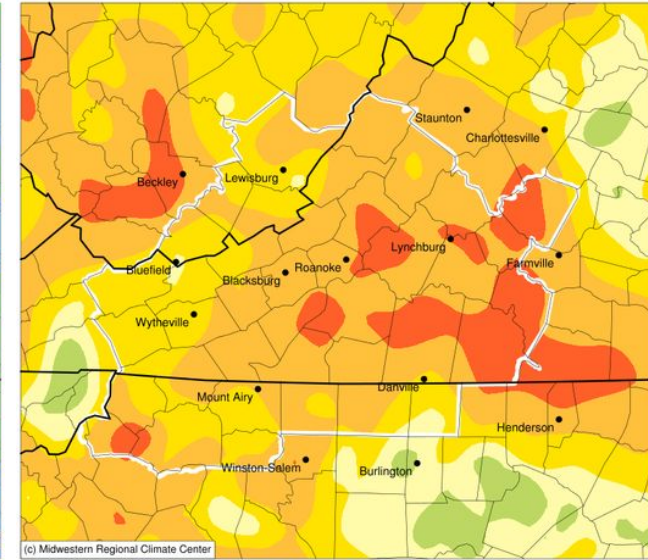 Staunton
Charlottesville
Beckley
Lewisburg
Lynchburg
Farmville
Bluefield
Blacksburg
Roanoke
Wytheville
Danville
Mount Airy
Henderson
Winston-Salem
Burlington
(c) Midwestern Regional Climate Center